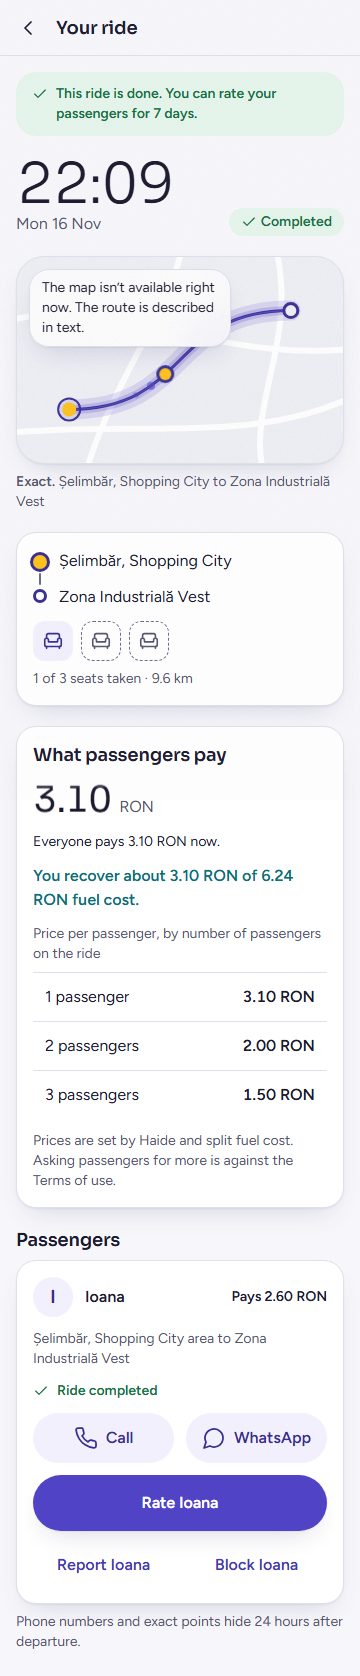 Your ride
This ride is done. You can rate your
passengers for 7 days.
22:09
Mon 16 Nov
Completed
The map isn't available right
now. The route is described
in text.
Exact. Șelimbăr, Shopping City to Zona Industrială
Vest
Șelimbăr, Shopping City
Zona Industrială Vest
1 of 3 seats taken · 9.6 km
What passengers pay
3.10 RON
Everyone pays 3.10 RON now.
You recover about 3.10 RON of 6.24
RON fuel cost.
Price per passenger, by number of passengers
on the ride
1 passenger 3.10 RON
2 passengers 2.00 RON
3 passengers 1.50 RON
Prices are set by Haide and split fuel cost.
Asking passengers for more is against the
Terms of use.
Passengers
I Ioana Pays 2.60 RON
Șelimbăr, Shopping City area to Zona
Industrială Vest
Ride completed
Call WhatsApp
Rate Ioana
Report Ioana Block Ioana
Phone numbers and exact points hide 24 hours after
departure.